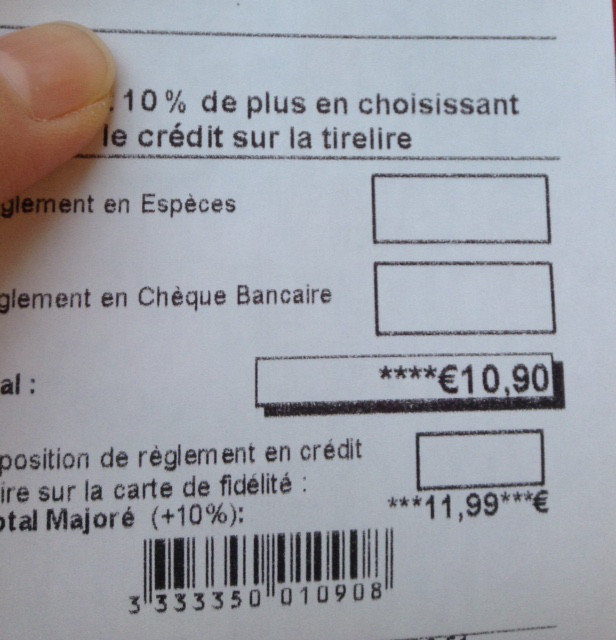 10% de plus en choisissant
le crédit sur la tirelire
glement en Espèces
glement en Chèque Bancaire
al :
****€10,90
position de règlement en crédit
ire sur la carte de fidélité :
otal Majoré (+10%):
***11,99***€
3 333350 010908